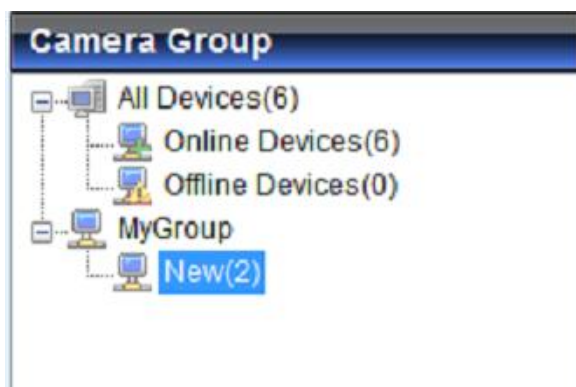 Camera Group
All Devices(6)
Online Devices(6)
Offline Devices(0)
MyGroup
New(2)